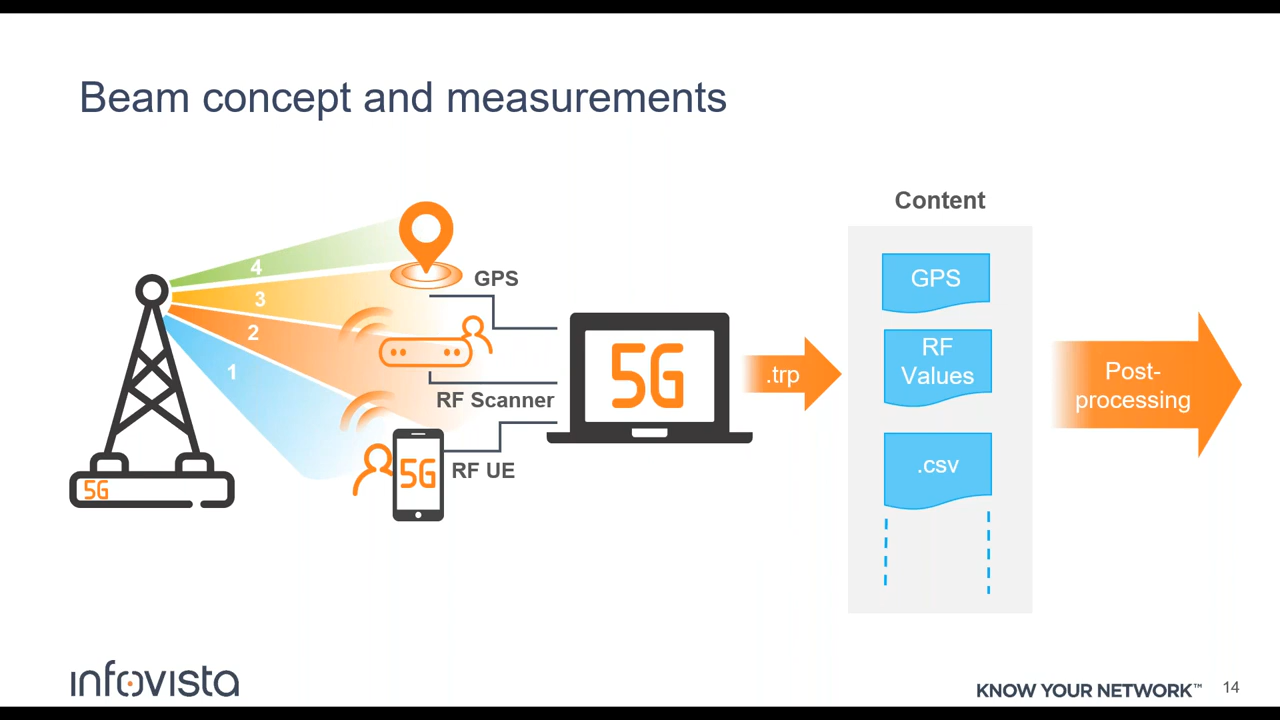 Beam concept and measurements
4
3
2
1
5G
GPS
RF Scanner
5G
RF UE
5G
.trp
Content
GPS
RF
Values
.csv
Post-
processing
infovista
KNOW YOUR NETWORK™
14